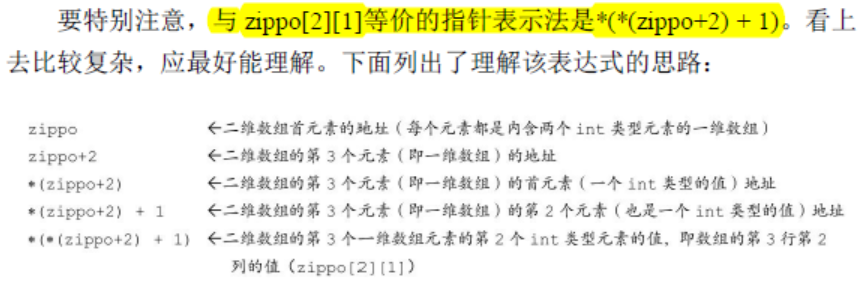 要特别注意，与 zippo[2][1]等价的指针表示法是*(*(zippo+2) + 1)。看上
去比较复杂，应最好能理解。下面列出了理解该表达式的思路：
zippo ←二维数组首元素的地址（每个元素都是内含两个 int 类型元素的一维数组）
zippo+2 ←二维数组的第 3 个元素（即一维数组）的地址
*(zippo+2) ←二维数组的第 3 个元素（即一维数组）的首元素（一个 int 类型的值）地址
*(zippo+2) + 1 ←二维数组的第 3 个元素（即一维数组）的第 2 个元素（也是一个 int 类型的值）地址
*(*(zippo+2) + 1) ←二维数组的第 3 个一维数组元素的第 2 个 int 类型元素的值，即数组的第 3 行第 2
列的值（zippo[2][1]）